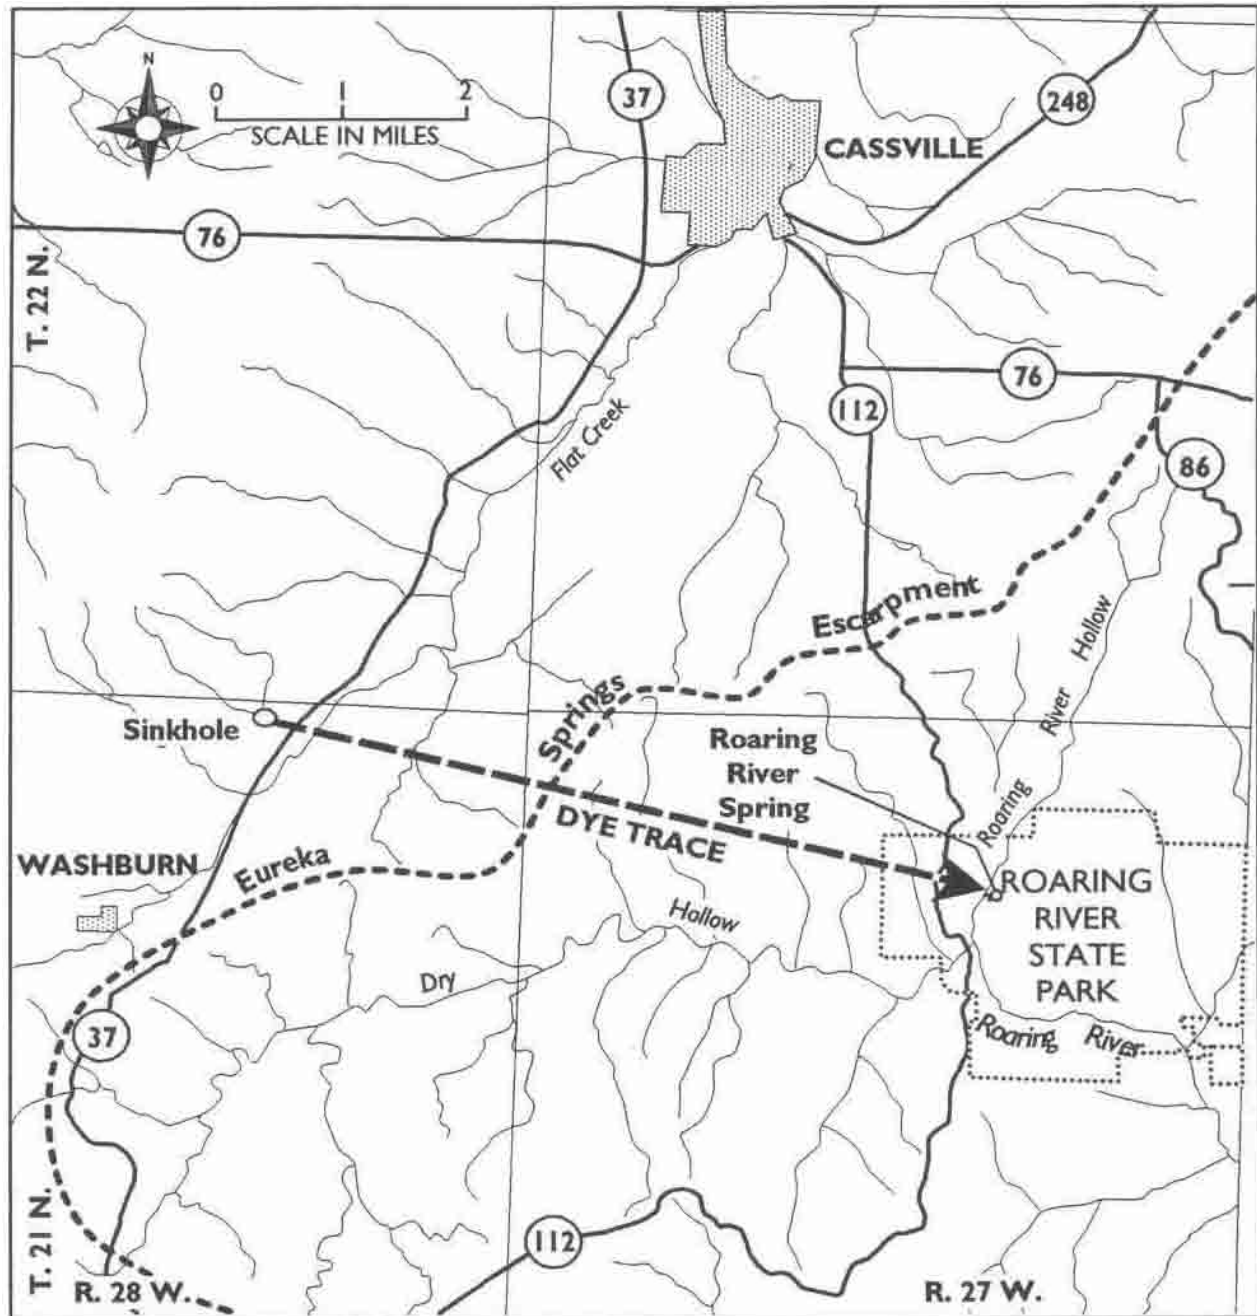 N
0 1 2
SCALE IN MILES
37
248
CASSVILLE
76
T. 22 N.
76
112
Flat Creek
86
Escarpment
Hollow
River
Roaring
Springs
Sinkhole
Roaring
River
Spring
DYE TRACE
WASHBURN
Eureka
ROARING
RIVER
STATE
PARK
Hollow
Dry
Roaring River
37
T. 21 N.
112
R. 28 W.
R. 27 W.